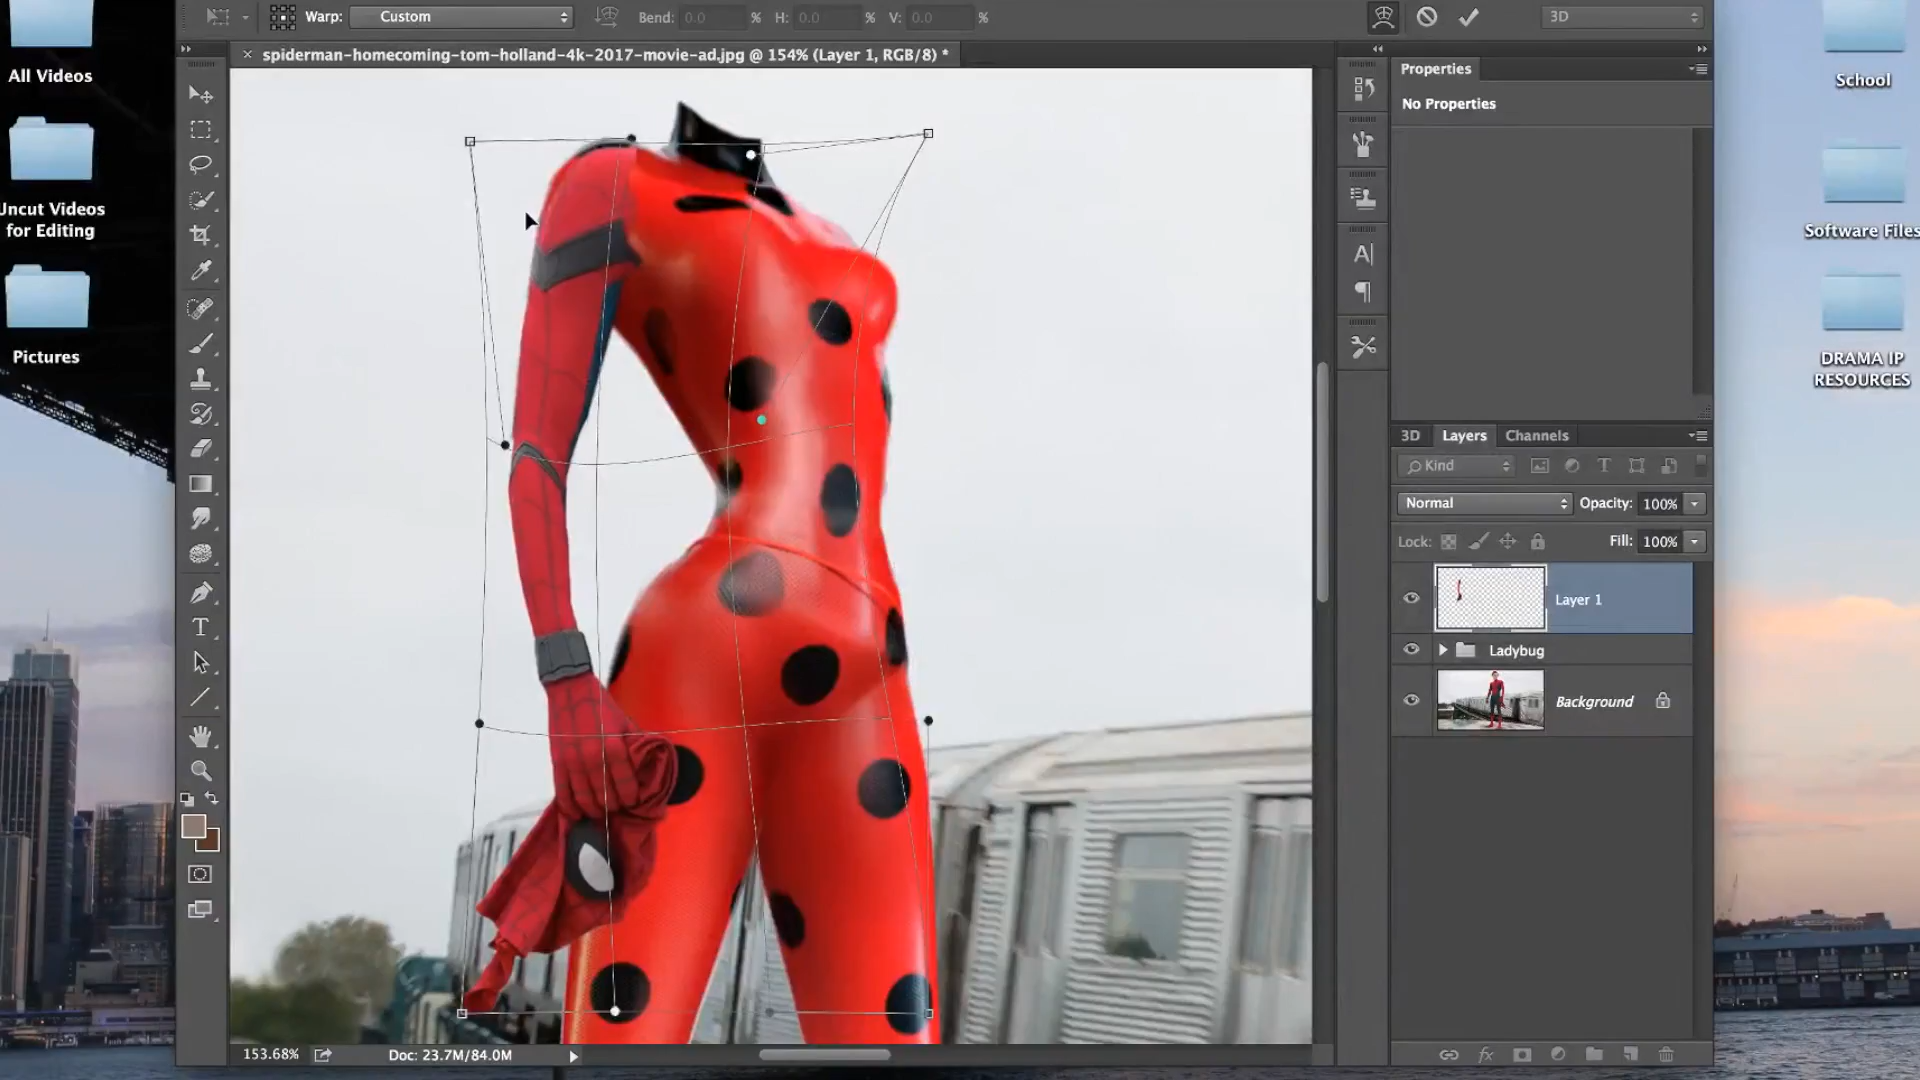 Warp: Custom Bend: 0.0 % H: 0.0 % V: 0.0 % 3D
× spiderman-homecoming-tom-holland-4k-2017-movie-ad.jpg @ 154% (Layer 1, RGB/8) *
All Videos
Uncut Videos
for Editing
Pictures
Properties
No Properties
3D Layers Channels
Kind
Normal Opacity: 100%
Lock: Fill: 100%
Layer 1
Ladybug
Background
School
Software Files
DRAMA IP
RESOURCES
153.68% Doc: 23.7M/84.0M